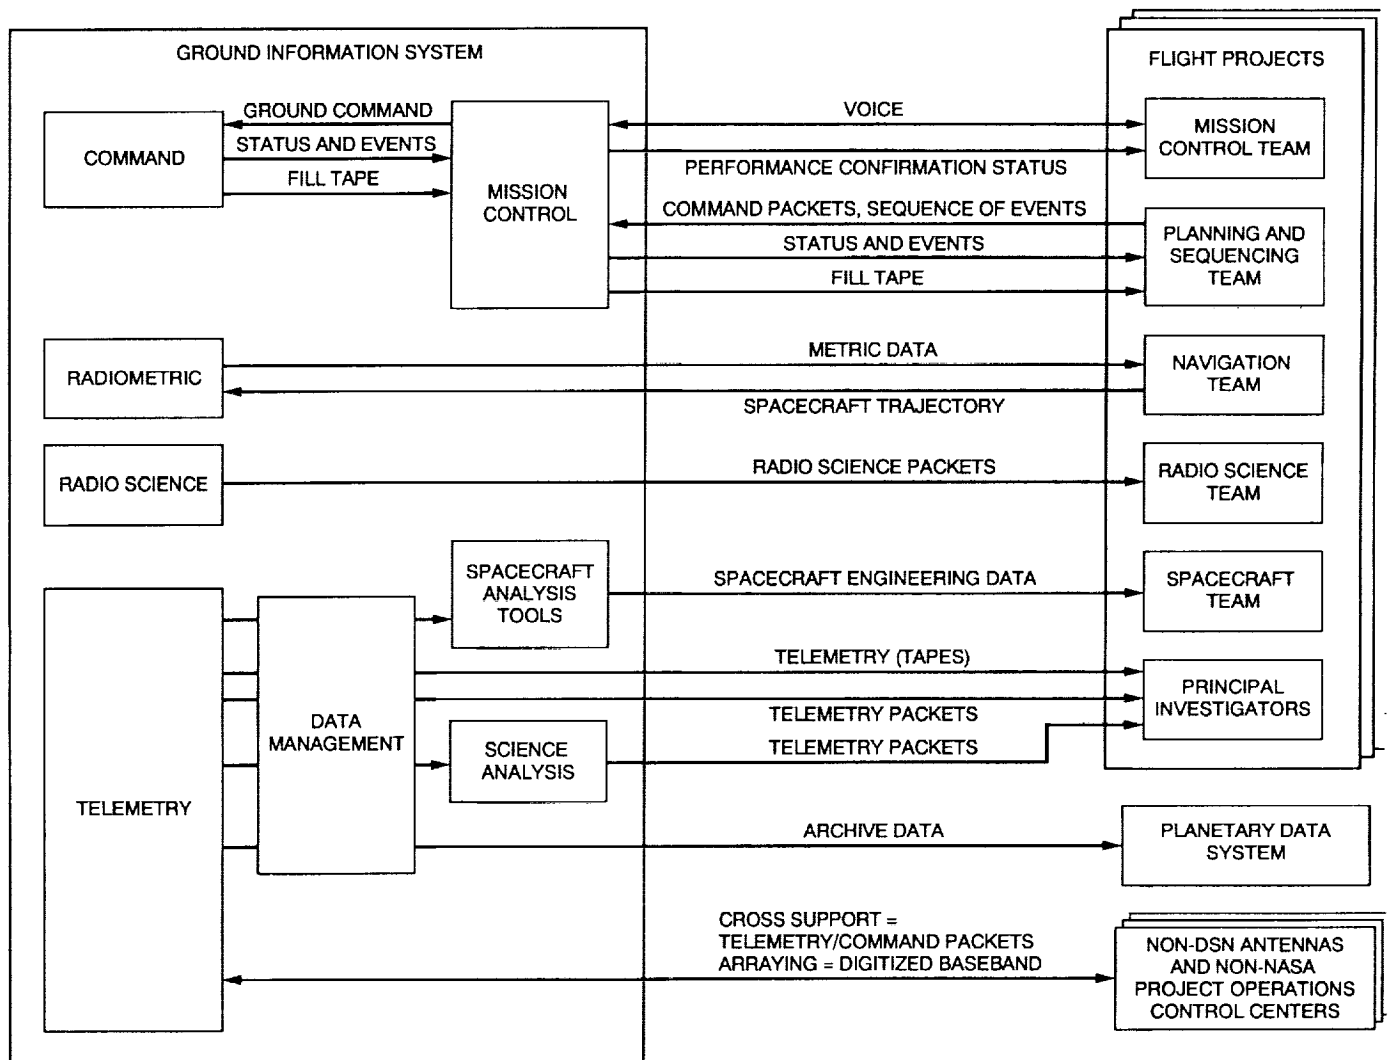 GROUND INFORMATION SYSTEM
FLIGHT PROJECTS
GROUND COMMAND
STATUS AND EVENTS
FILL TAPE
COMMAND
MISSION
CONTROL
VOICE
PERFORMANCE CONFIRMATION STATUS
MISSION
CONTROL TEAM
COMMAND PACKETS, SEQUENCE OF EVENTS
STATUS AND EVENTS
FILL TAPE
PLANNING AND
SEQUENCING
TEAM
RADIOMETRIC
METRIC DATA
SPACECRAFT TRAJECTORY
NAVIGATION
TEAM
RADIO SCIENCE
RADIO SCIENCE PACKETS
RADIO SCIENCE
TEAM
SPACECRAFT
ANALYSIS
TOOLS
SPACECRAFT ENGINEERING DATA
SPACECRAFT
TEAM
TELEMETRY (TAPES)
TELEMETRY PACKETS
PRINCIPAL
INVESTIGATORS
TELEMETRY
DATA
MANAGEMENT
SCIENCE
ANALYSIS
TELEMETRY PACKETS
ARCHIVE DATA
PLANETARY DATA
SYSTEM
CROSS SUPPORT =
TELEMETRY/COMMAND PACKETS
ARRAYING = DIGITIZED BASEBAND
NON-DSN ANTENNAS
AND NON-NASA
PROJECT OPERATIONS
CONTROL CENTERS